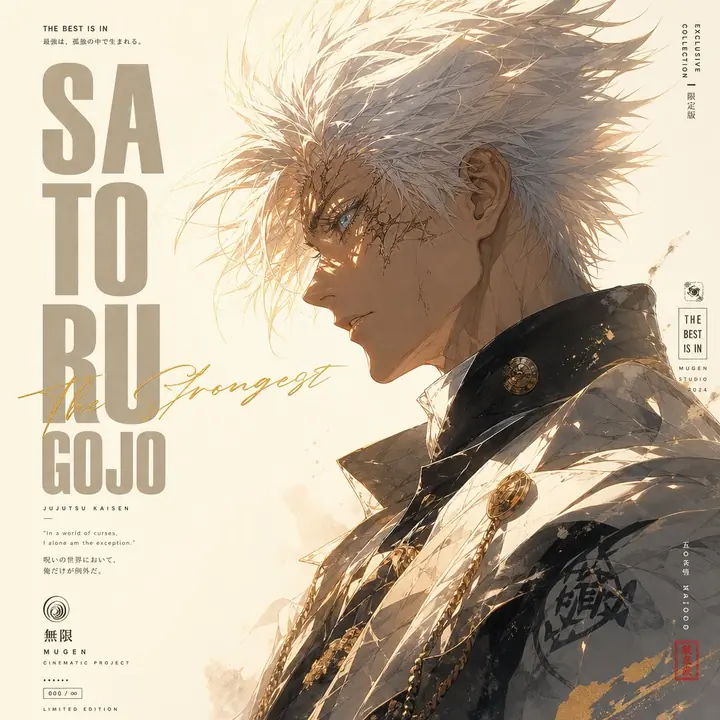 THE BEST IS IN
最強は、孤独の中で生まれる。
SA
TO
RU
GOJO
The Strongest
JUJUTSU KAISEN
"In a world of curses,
I alone am the exception."
呪いの世界において、
俺だけが例外だ。
無限
MUGEN
CINEMATIC PROJECT
000 / ∞
LIMITED EDITION
EXCLUSIVE
COLLECTION
限定版
THE
BEST
IS IN
MUGEN
STUDIO
2024